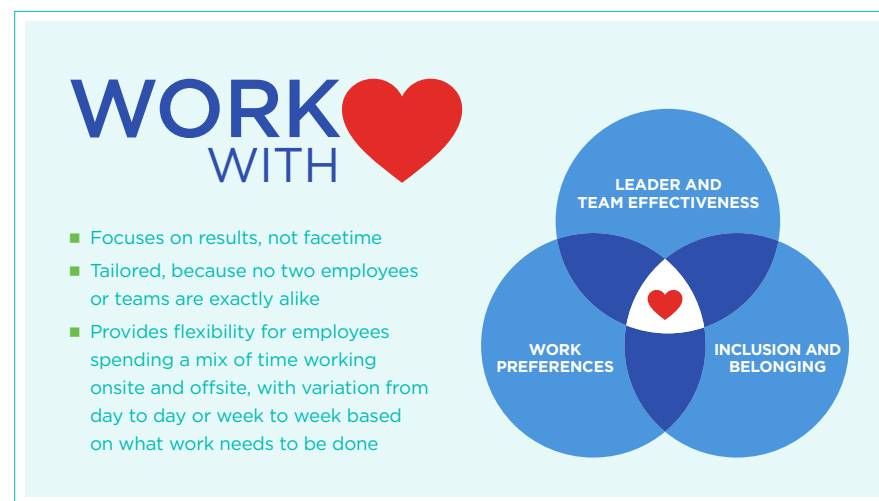 WORK
WITH
Focuses on results, not facetime
Tailored, because no two employees
or teams are exactly alike
Provides flexibility for employees
spending a mix of time working
onsite and offsite, with variation from
day to day or week to week based
on what work needs to be done
LEADER AND
TEAM EFFECTIVENESS
WORK
PREFERENCES
INCLUSION AND
BELONGING